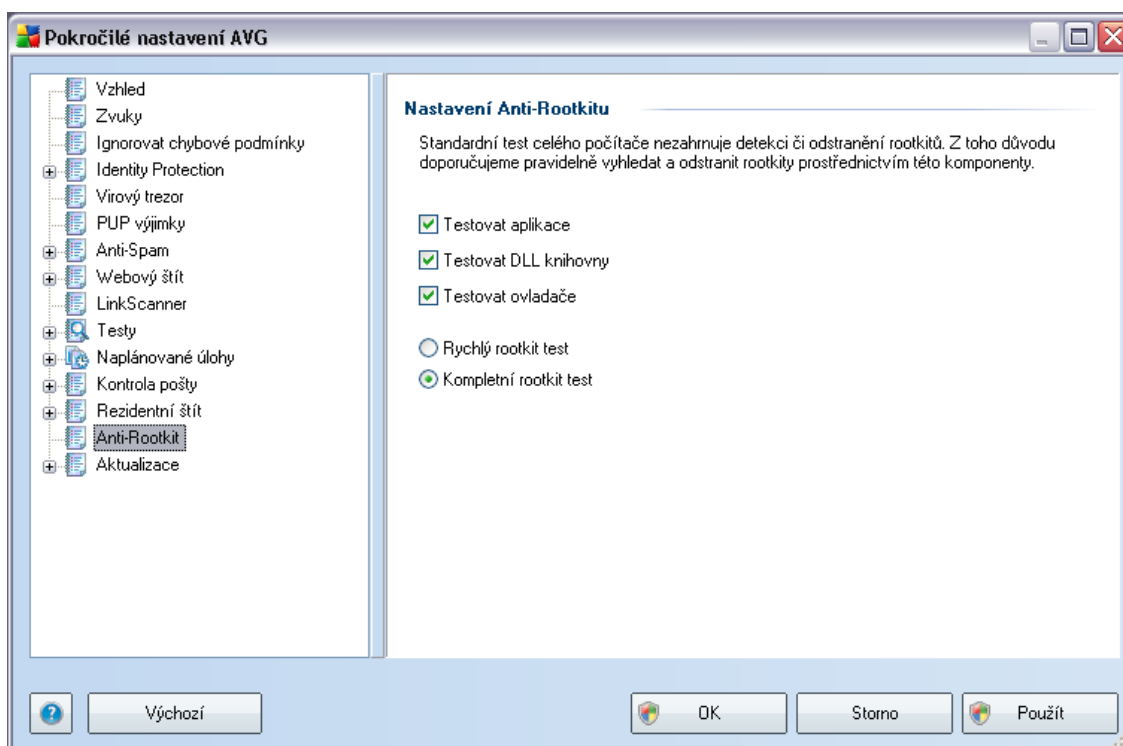 Pokročilé nastavení AVG
Vzhled
Zvuky
Ignorovat chybové podmínky
Identity Protection
Virový trezor
PUP výjimky
Anti-Spam
Webový štít
LinkScanner
Testy
Naplánované úlohy
Kontrola pošty
Rezidentní štít
Anti-Rootkit
Aktualizace
Nastavení Anti-Rootkitu
Standardní test celého počítače nezahrnuje detekci či odstranění rootkitů. Z toho důvodu
doporučujeme pravidelně vyhledat a odstranit rootkity prostřednictvím této komponenty.
Testovat aplikace
Testovat DLL knihovny
Testovat ovladače
Rychlý rootkit test
Kompletní rootkit test
Výchozí
OK
Storno
Použít